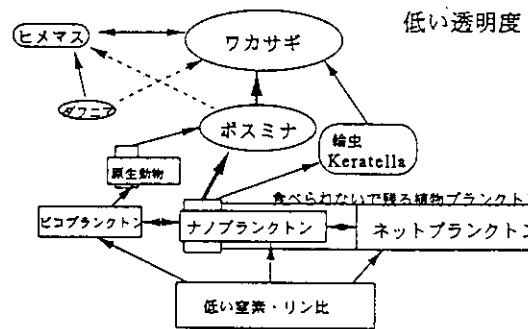 低い透明度
ヒメマス
ワカサギ
ダフニア
ボスミナ
輪虫
Keratella
原生動物
食べられないで残る植物プランクトン
ピコプランクトン
ナノプランクトン
ネットプランクトン
低い窒素・リン比